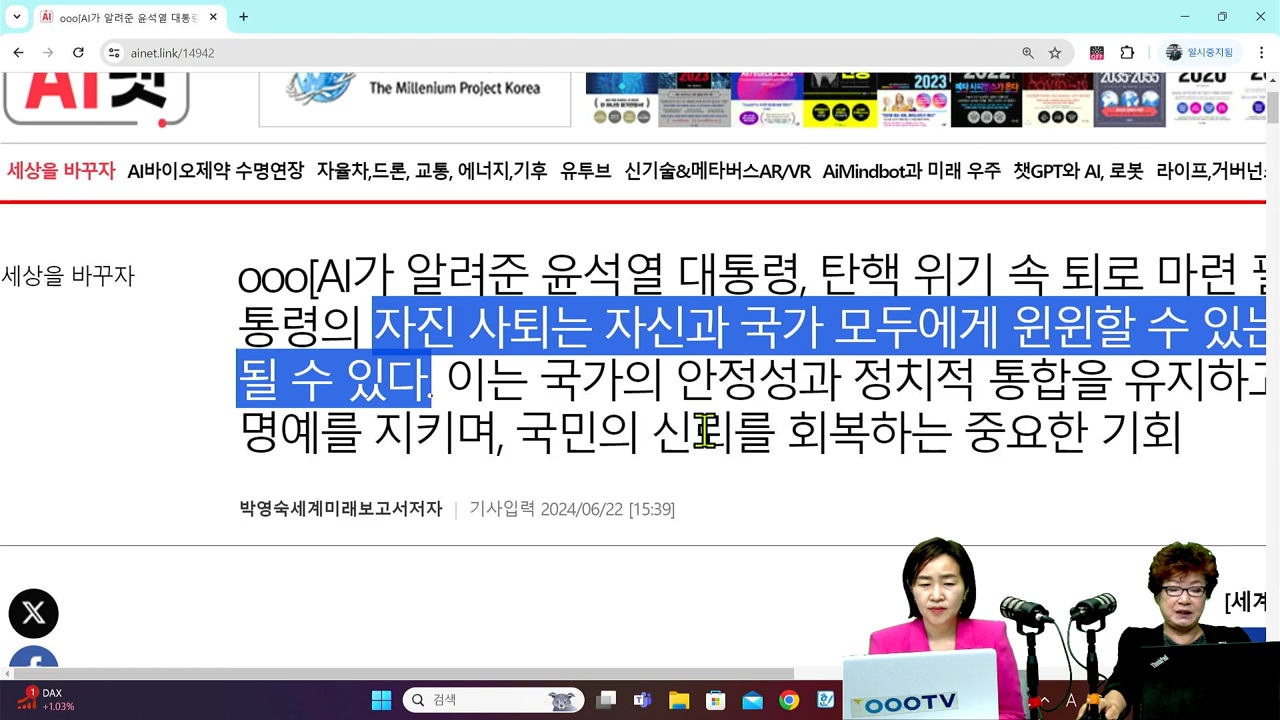 ooo[AI가 알려준 윤석열 대통령
ainet.link/14942
일시중지됨
AI넷
The Millenium Project Korea
2023
2023
2022
2035-2055
2020
세상을 바꾸자 AI바이오제약 수명연장 자율차,드론, 교통, 에너지,기후 유튜브 신기술&메타버스AR/VR AiMindbot과 미래 우주 챗GPT와 AI, 로봇 라이프,거버넌스
세상을 바꾸자
ooo[AI가 알려준 윤석열 대통령, 탄핵 위기 속 퇴로 마련
통령의 자진 사퇴는 자신과 국가 모두에게 윈윈할 수 있는
될 수 있다. 이는 국가의 안정성과 정치적 통합을 유지하고
명예를 지키며, 국민의 신뢰를 회복하는 중요한 기회
박영숙세계미래보고서저자 | 기사입력 2024/06/22 [15:39]
[세계
ThinkPad
OOOTV
1
DAX
+1.03%
검색
A